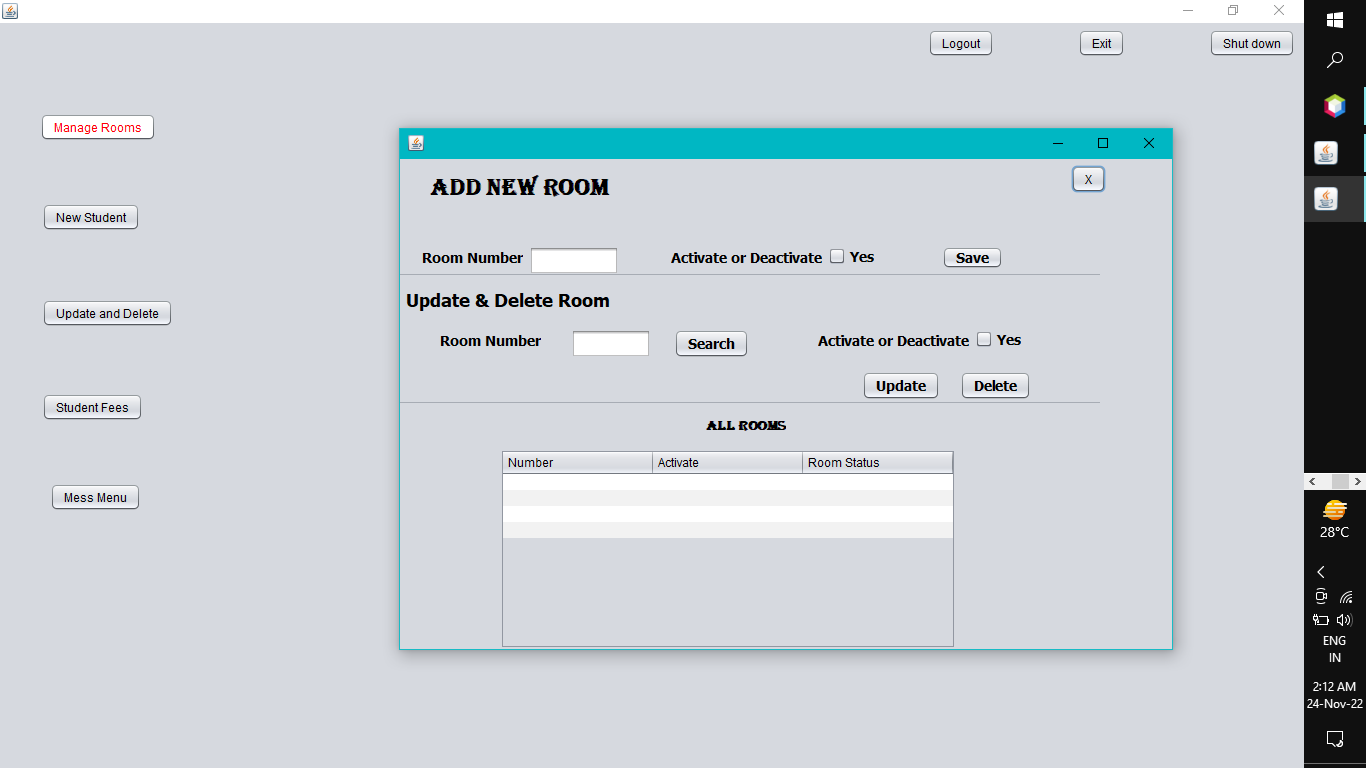 Logout Exit Shut down
Manage Rooms
New Student
Update and Delete
Student Fees
Mess Menu
ADD NEW ROOM X
Room Number Activate or Deactivate Yes Save
Update & Delete Room
Room Number Search Activate or Deactivate Yes
Update Delete
ALL ROOMS
Number Activate Room Status
28°C
ENG
IN
2:12 AM
24-Nov-22